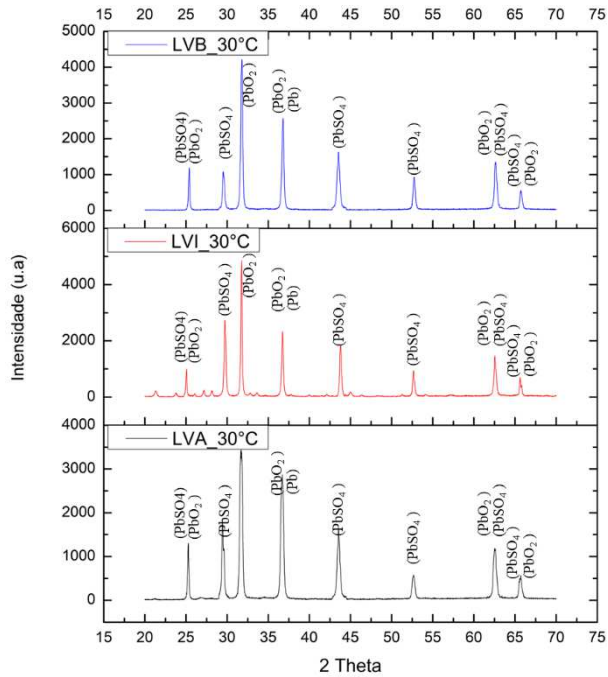 15 20 25 30 35 40 45 50 55 60 65 70 75
5000
4000
3000
2000
1000
0
LVB_30°C
(PbSO4)
(PbO₂)
(PbSO₄)
(PbO₂)
(PbO₂)
(Pb)
(PbSO₄)
(PbSO₄)
(PbO₂)
(PbSO₄)
(PbSO₄)
(PbO₂)
6000
4000
2000
0
LVI_30°C
(PbSO4)
(PbO₂)
(PbSO₄)
(PbO₂)
(PbO₂)
(Pb)
(PbSO₄)
(PbSO₄)
(PbO₂)
(PbSO₄)
(PbSO₄)
(PbO₂)
4000
3000
2000
1000
0
LVA_30°C
(PbSO4)
(PbO₂)
(PbSO₄)
(PbO₂)
(Pb)
(PbSO₄)
(PbSO₄)
(PbO₂)
(PbSO₄)
(PbSO₄)
(PbO₂)
15 20 25 30 35 40 45 50 55 60 65 70 75
2 Theta
Intensidade (u.a)